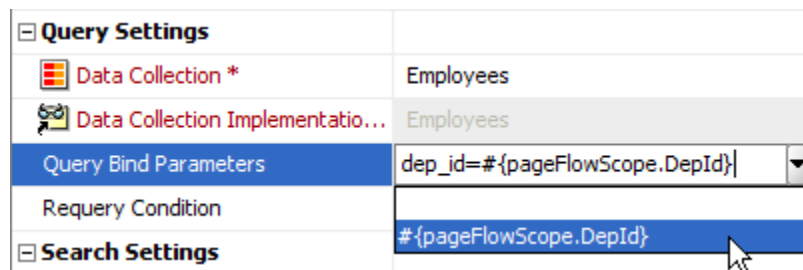 Query Settings
Data Collection * Employees
Data Collection Implementatio... Employees
Query Bind Parameters dep_id=#{pageFlowScope.DepId}
Requery Condition
#{pageFlowScope.DepId}
Search Settings